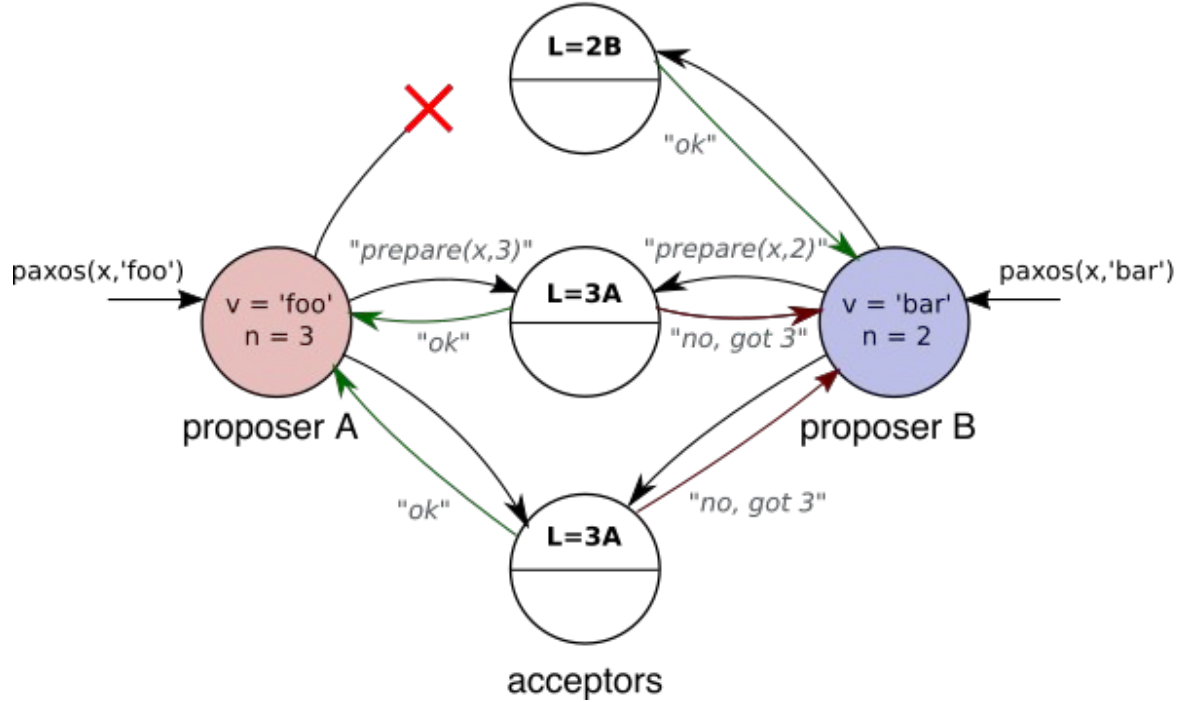 L=2B
"ok"
"prepare(x,3)"
"prepare(x,2)"
paxos(x,'foo')
paxos(x,'bar')
L=3A
v = 'foo'
n = 3
v = 'bar'
n = 2
"ok"
"no, got 3"
proposer A
proposer B
"ok"
"no, got 3"
L=3A
acceptors